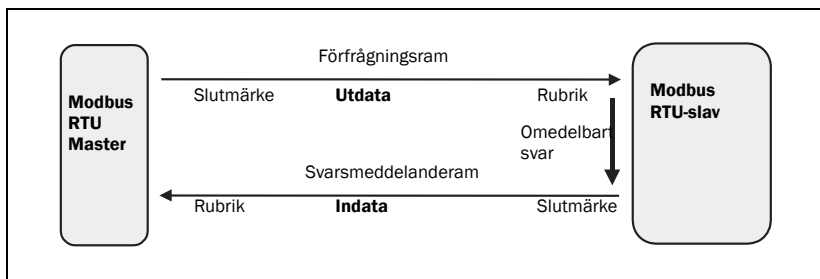 Förfrågningsram
Modbus
RTU
Master
Slutmärke Utdata Rubrik
Modbus
RTU-slav
Omedelbart
svar
Svarsmeddelanderam
Rubrik Indata Slutmärke